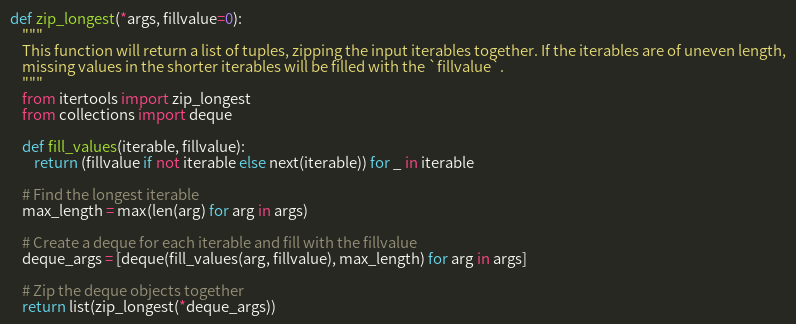 def zip_longest(*args, fillvalue=0):
"""
This function will return a list of tuples, zipping the input iterables together. If the iterables are of uneven length,
missing values in the shorter iterables will be filled with the `fillvalue`.
"""
from itertools import zip_longest
from collections import deque
def fill_values(iterable, fillvalue):
return (fillvalue if not iterable else next(iterable)) for _ in iterable
# Find the longest iterable
max_length = max(len(arg) for arg in args)
# Create a deque for each iterable and fill with the fillvalue
deque_args = [deque(fill_values(arg, fillvalue), max_length) for arg in args]
# Zip the deque objects together
return list(zip_longest(*deque_args))